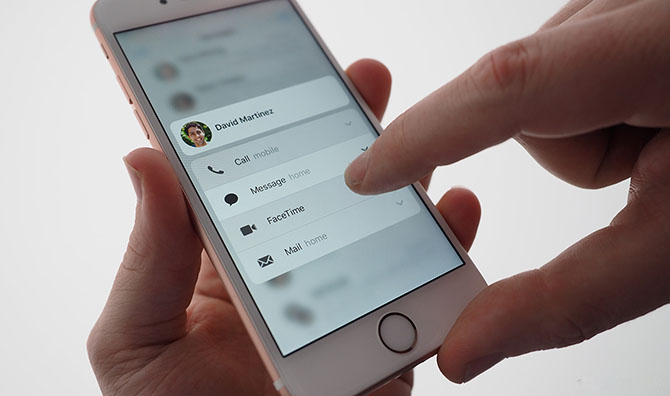 David Martinez
Call mobile
Message home
FaceTime
Mail home